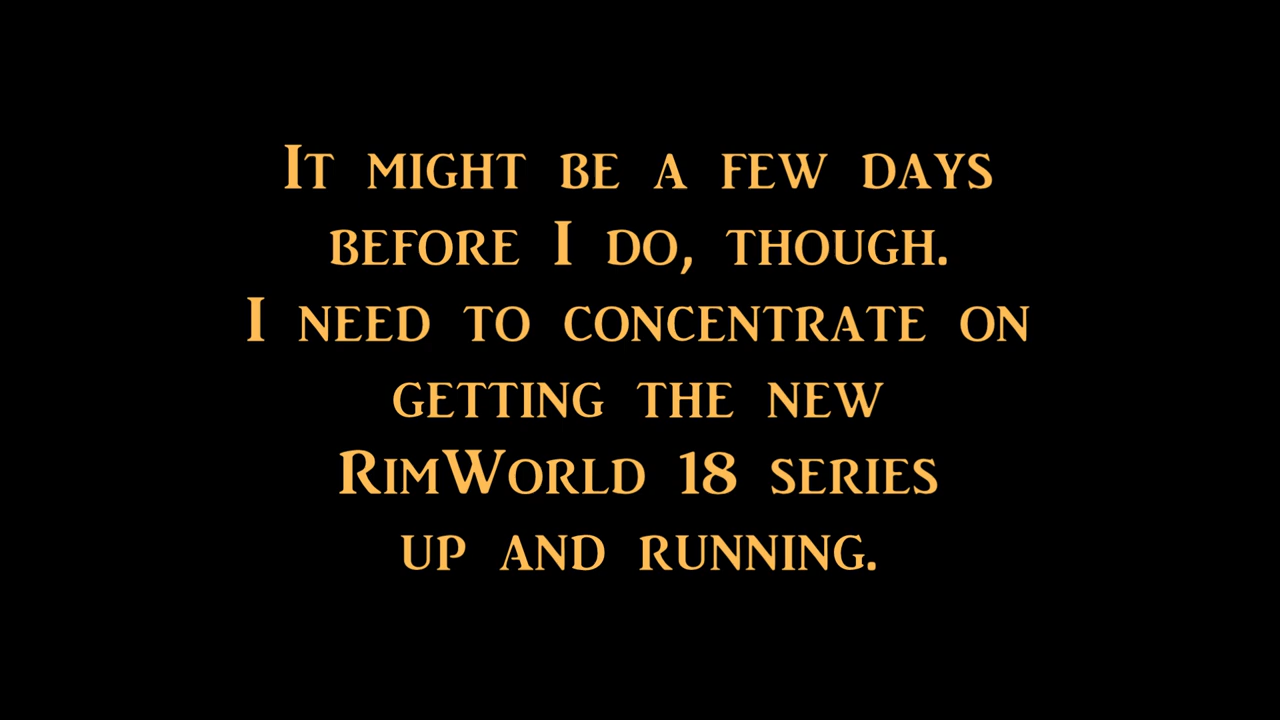 It might be a few days
before I do, though.
I need to concentrate on
getting the new
RimWorld 18 series
up and running.